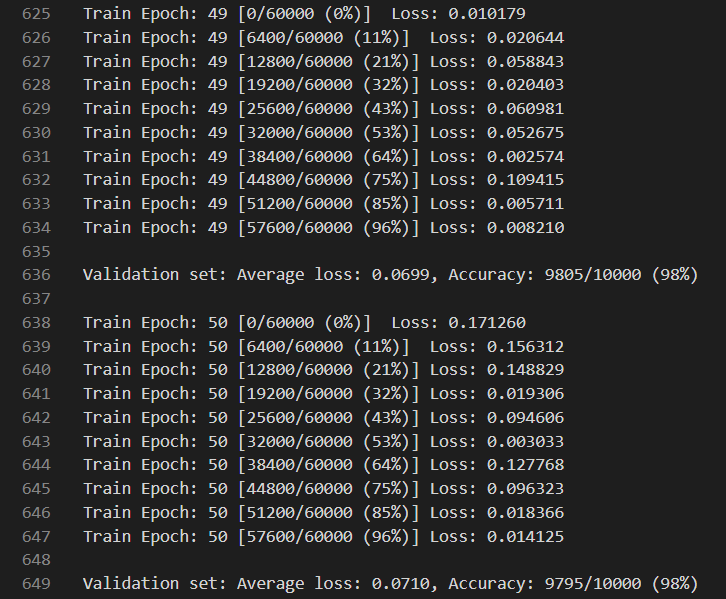 625 Train Epoch: 49 [0/60000 (0%)] Loss: 0.010179
626 Train Epoch: 49 [6400/60000 (11%)] Loss: 0.020644
627 Train Epoch: 49 [12800/60000 (21%)] Loss: 0.058843
628 Train Epoch: 49 [19200/60000 (32%)] Loss: 0.020403
629 Train Epoch: 49 [25600/60000 (43%)] Loss: 0.060981
630 Train Epoch: 49 [32000/60000 (53%)] Loss: 0.052675
631 Train Epoch: 49 [38400/60000 (64%)] Loss: 0.002574
632 Train Epoch: 49 [44800/60000 (75%)] Loss: 0.109415
633 Train Epoch: 49 [51200/60000 (85%)] Loss: 0.005711
634 Train Epoch: 49 [57600/60000 (96%)] Loss: 0.008210
635
636 Validation set: Average loss: 0.0699, Accuracy: 9805/10000 (98%)
637
638 Train Epoch: 50 [0/60000 (0%)] Loss: 0.171260
639 Train Epoch: 50 [6400/60000 (11%)] Loss: 0.156312
640 Train Epoch: 50 [12800/60000 (21%)] Loss: 0.148829
641 Train Epoch: 50 [19200/60000 (32%)] Loss: 0.019306
642 Train Epoch: 50 [25600/60000 (43%)] Loss: 0.094606
643 Train Epoch: 50 [32000/60000 (53%)] Loss: 0.003033
644 Train Epoch: 50 [38400/60000 (64%)] Loss: 0.127768
645 Train Epoch: 50 [44800/60000 (75%)] Loss: 0.096323
646 Train Epoch: 50 [51200/60000 (85%)] Loss: 0.018366
647 Train Epoch: 50 [57600/60000 (96%)] Loss: 0.014125
648
649 Validation set: Average loss: 0.0710, Accuracy: 9795/10000 (98%)